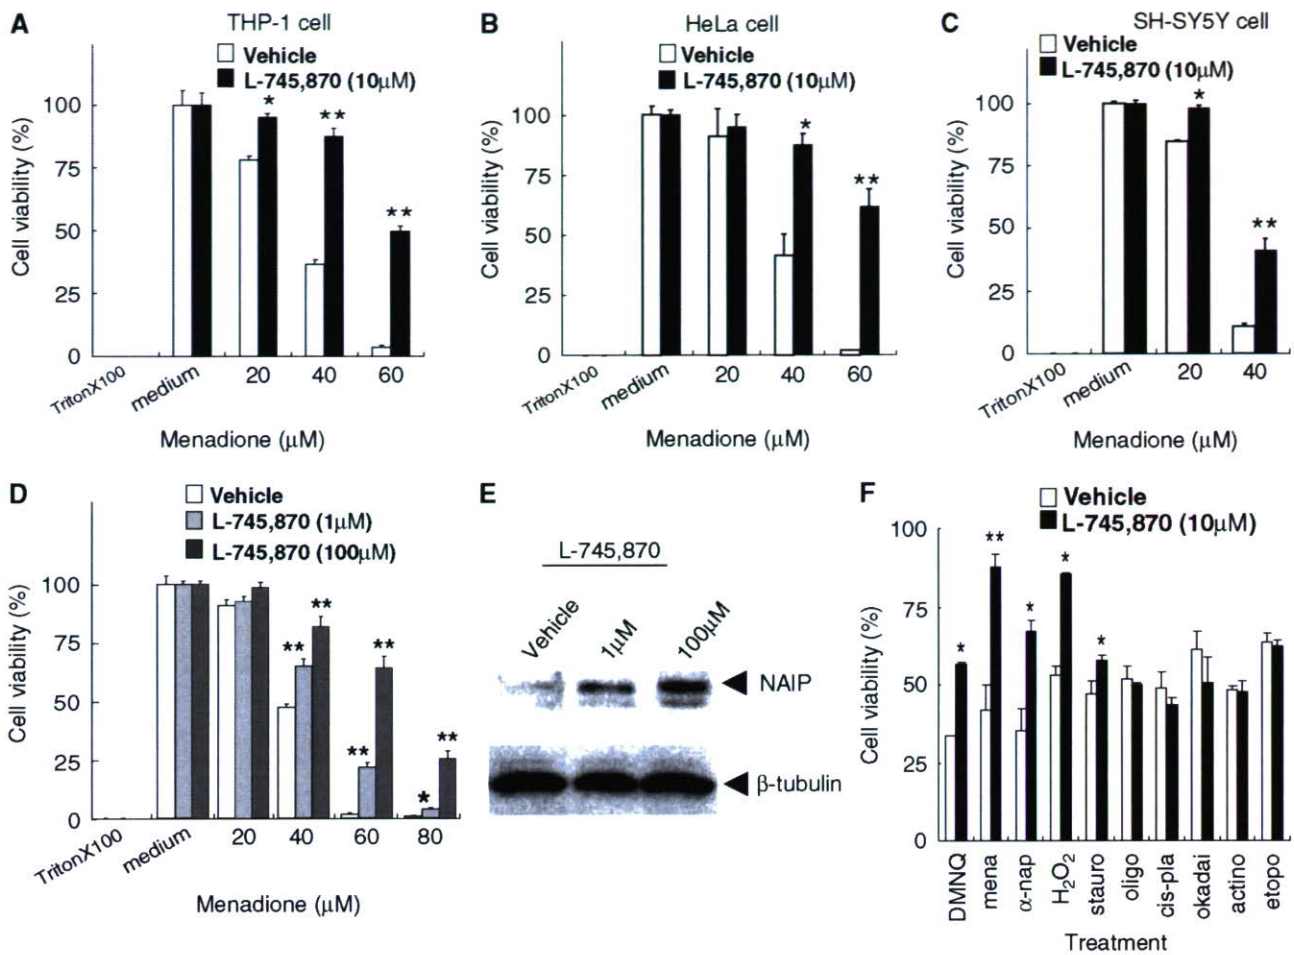 A
THP-1 cell
Vehicle
L-745,870 (10μM)
Cell viability (%)
100
75
50
25
0
*
**
**
TritonX100
medium
20
40
60
Menadione (μM)
B
HeLa cell
Vehicle
L-745,870 (10μM)
Cell viability (%)
100
75
50
25
0
*
**
TritonX100
medium
20
40
60
Menadione (μM)
C
SH-SY5Y cell
Vehicle
L-745,870 (10μM)
Cell viability (%)
100
75
50
25
0
*
**
TritonX100
medium
20
40
Menadione (μM)
D
Vehicle
L-745,870 (1μM)
L-745,870 (100μM)
Cell viability (%)
100
75
50
25
0
**
**
**
**
*
**
TritonX100
medium
20
40
60
80
Menadione (μM)
E
L-745,870
Vehicle
1μM
100μM
NAIP
β-tubulin
F
Vehicle
L-745,870 (10μM)
Cell viability (%)
100
75
50
25
0
*
**
*
*
*
DMNQ
mena
α-nap
H₂O₂
stauro
oligo
cis-pla
okadai
actino
etopo
Treatment